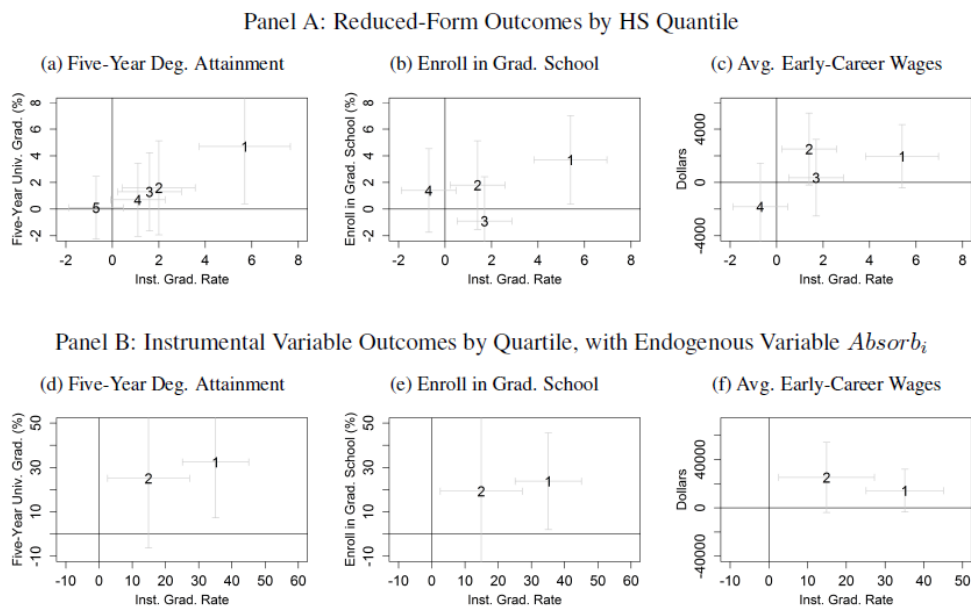 Panel A: Reduced-Form Outcomes by HS Quantile
(a) Five-Year Deg. Attainment
(b) Enroll in Grad. School
(c) Avg. Early-Career Wages
Five-Year Univ. Grad. (%)
8
6
4
2
0
-2
1
2
3
4
5
-2 0 2 4 6 8
Inst. Grad. Rate
Enroll in Grad. School (%)
8
6
4
2
0
-2
1
2
3
4
-2 0 2 4 6 8
Inst. Grad. Rate
Dollars
4000
0
-4000
1
2
3
4
-2 0 2 4 6 8
Inst. Grad. Rate
Panel B: Instrumental Variable Outcomes by Quartile, with Endogenous Variable Absorbᵢ
(d) Five-Year Deg. Attainment
(e) Enroll in Grad. School
(f) Avg. Early-Career Wages
Five-Year Univ. Grad. (%)
50
30
10
-10
2
1
-10 0 10 20 30 40 50 60
Inst. Grad. Rate
Enroll in Grad. School (%)
50
30
10
-10
2
1
-10 0 10 20 30 40 50 60
Inst. Grad. Rate
Dollars
40000
0
-40000
2
1
-10 0 10 20 30 40 50
Inst. Grad. Rate